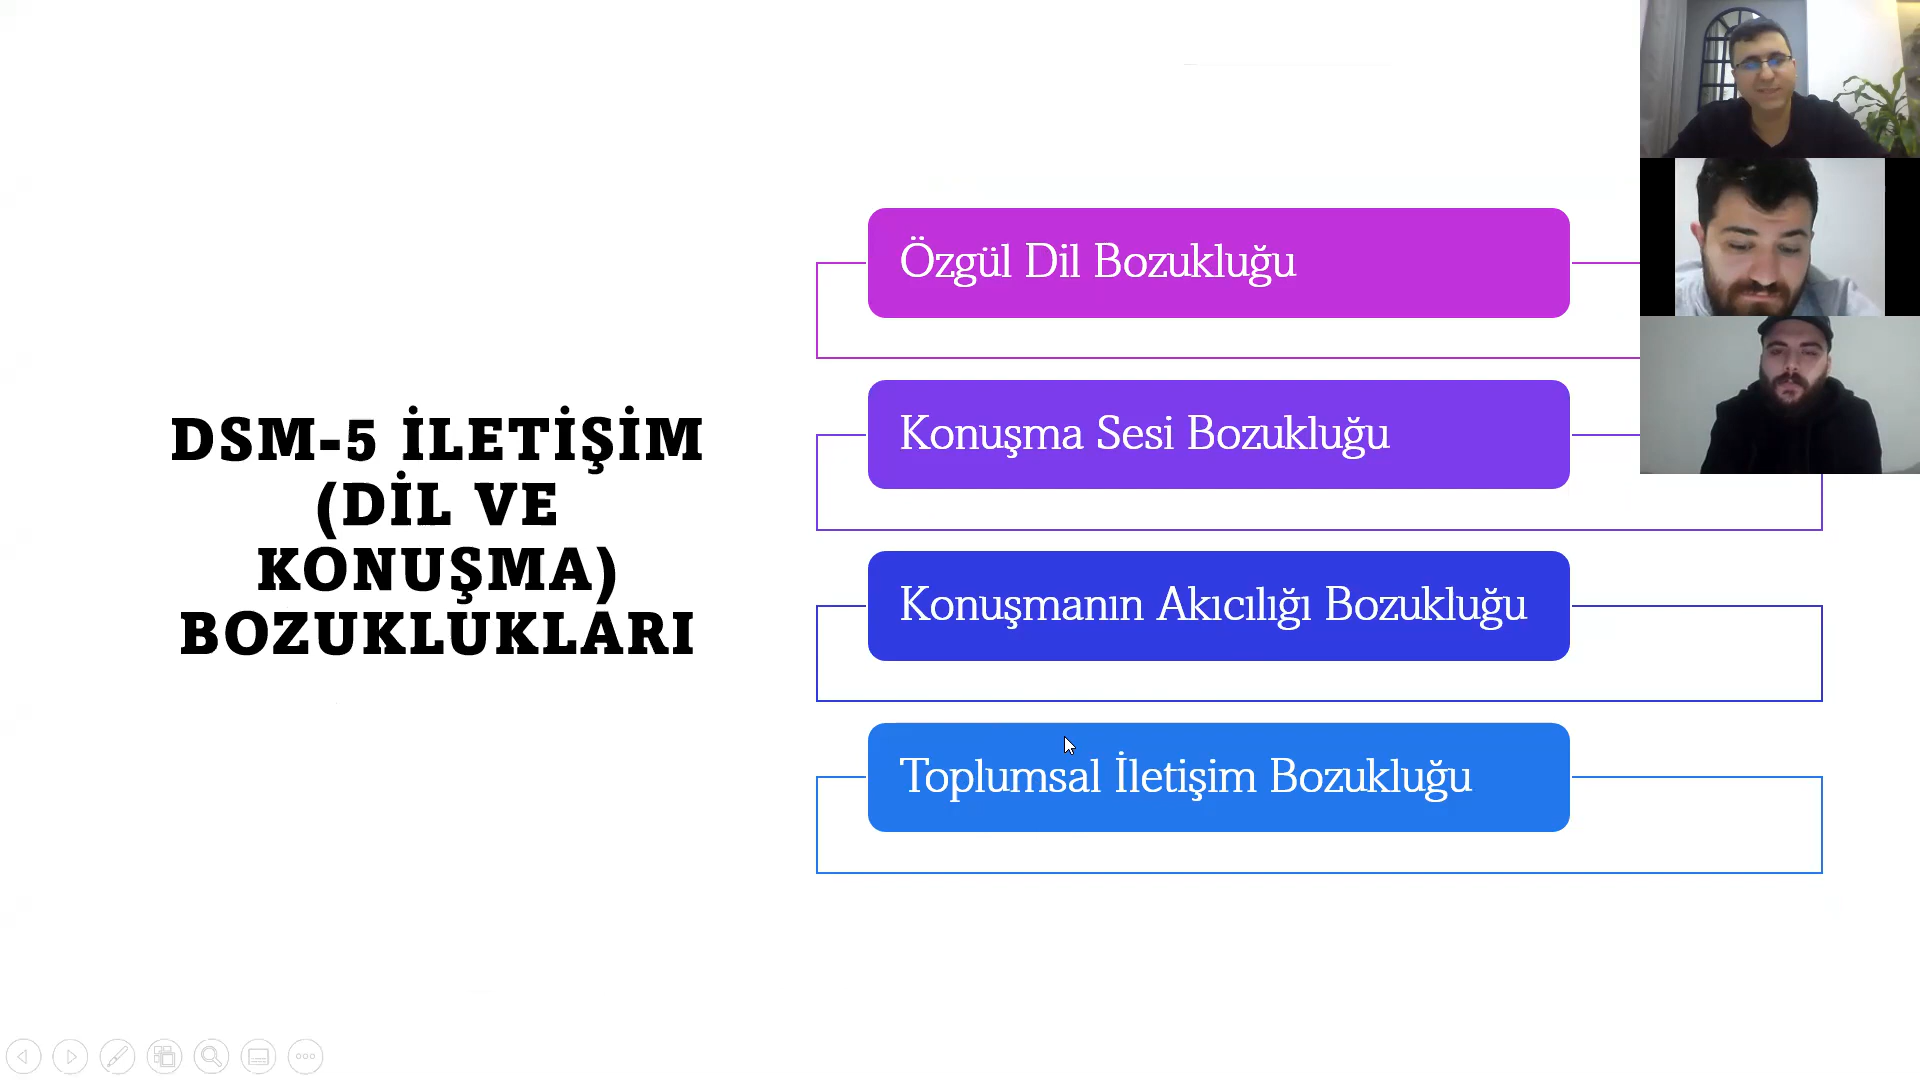 DSM-5 İLETİŞİM
(DİL VE
KONUŞMA)
BOZUKLUKLARI
Özgül Dil Bozukluğu
Konuşma Sesi Bozukluğu
Konuşmanın Akıcılığı Bozukluğu
Toplumsal İletişim Bozukluğu